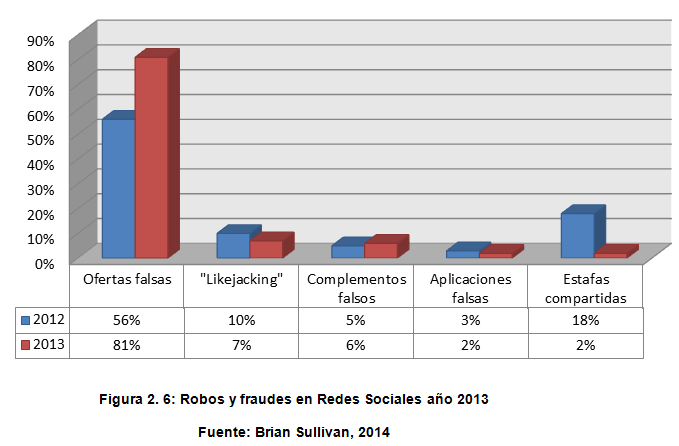 90%
80%
70%
60%
50%
40%
30%
20%
10%
0%
Ofertas falsas "Likejacking" Complementos Aplicaciones Estafas
falsos falsas compartidas
2012 56% 10% 5% 3% 18%
2013 81% 7% 6% 2% 2%
Figura 2. 6: Robos y fraudes en Redes Sociales año 2013
Fuente: Brian Sullivan, 2014